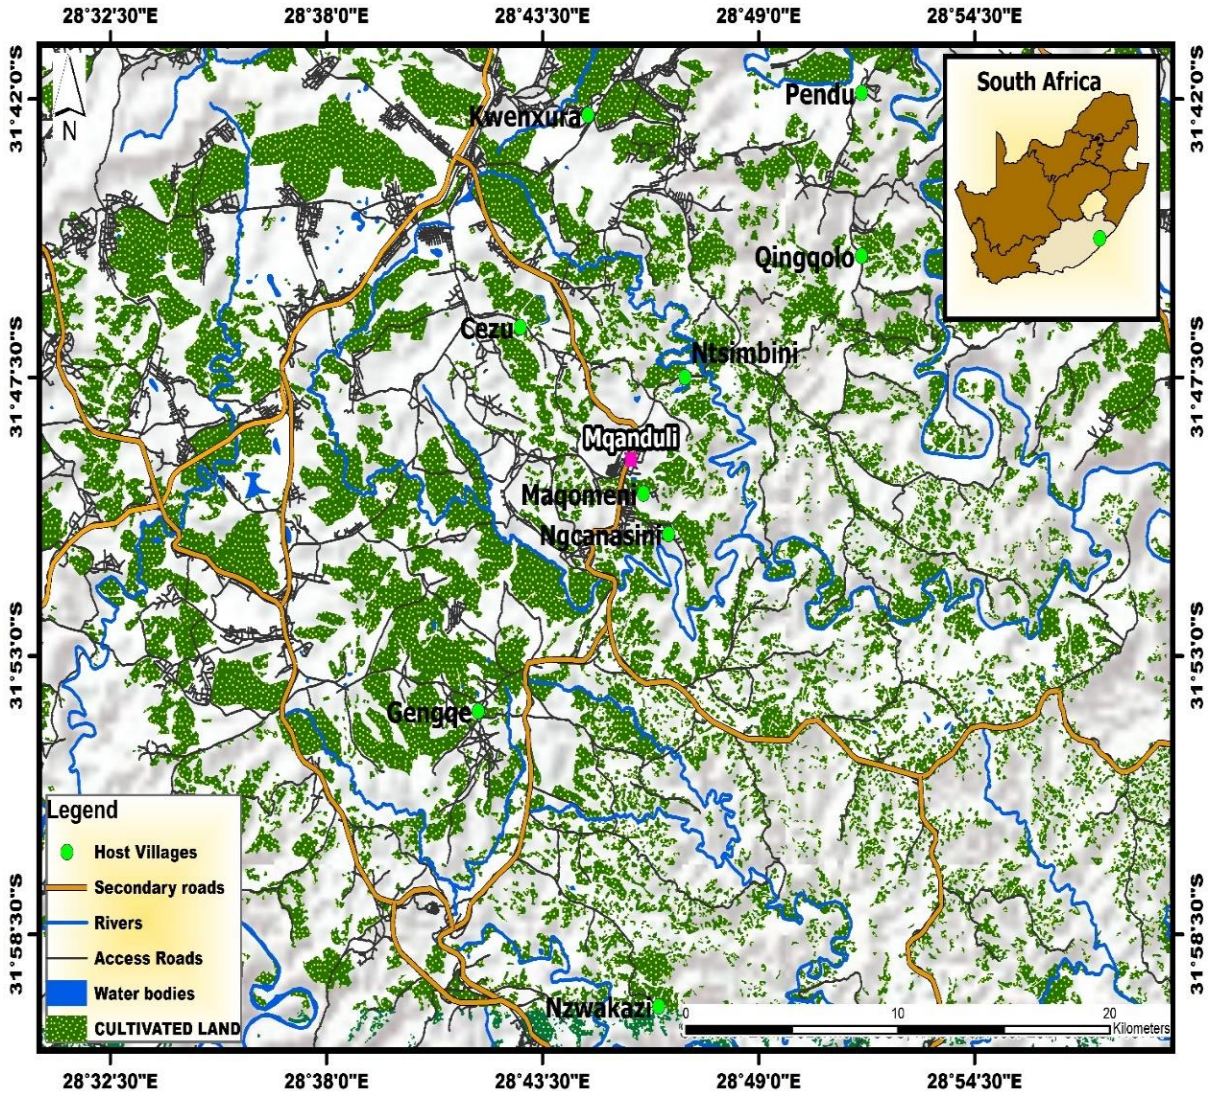 28°32'30"E 28°38'0"E 28°43'30"E 28°49'0"E 28°54'30"E
31°42'0"S
31°47'30"S
31°53'0"S
31°58'30"S
N
Kwenxura
Pendu
South Africa
31°42'0"S
Qingqolo
Cezu
Ntsimbini
31°47'30"S
Mqanduli
Maqomeni
Ngcanasini
31°53'0"S
Gengqe
Legend
Host Villages
Secondary roads
Rivers
Access Roads
Water bodies
CULTIVATED LAND
31°58'30"S
Nzwakazi
0 10 20
Kilometers
28°32'30"E 28°38'0"E 28°43'30"E 28°49'0"E 28°54'30"E